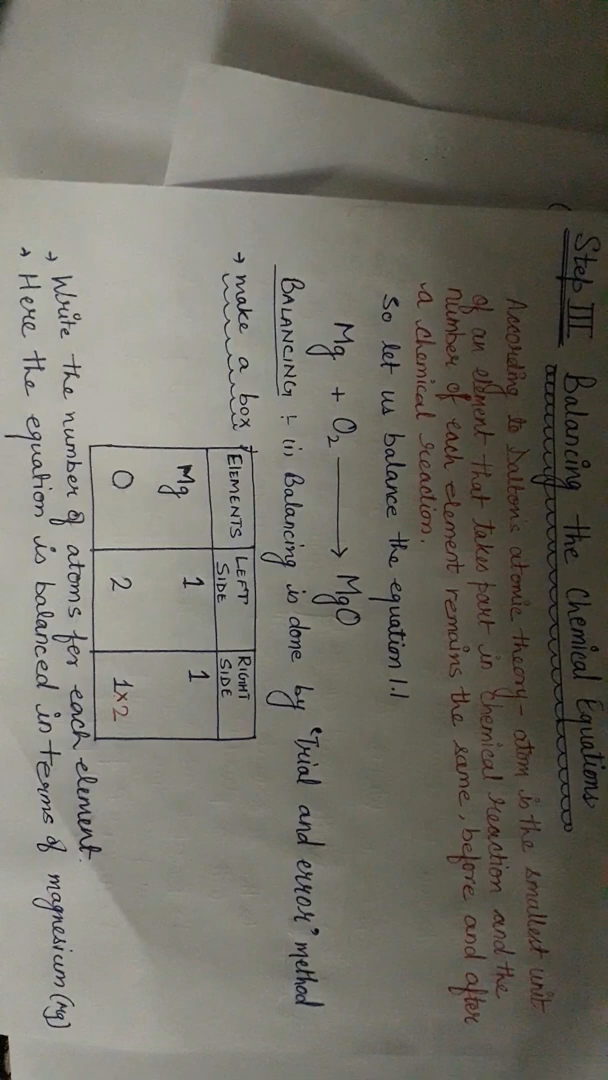 Step III Balancing the Chemical Equations
According to Dalton's atomic theory - atom is the smallest unit
of an element that takes part in chemical reaction and the
number of each element remains the same, before and after
a chemical reaction.
So let us balance the equation 1.1
Mg + O₂ → MgO
BALANCING :- (i) Balancing is done by "Trial and error" method
→ make a box
ELEMENTS LEFT SIDE RIGHT SIDE
Mg 1 1
O 2 1×2
→ Write the number of atoms for each element.
→ Here the equation is balanced in terms of magnesium (Mg)